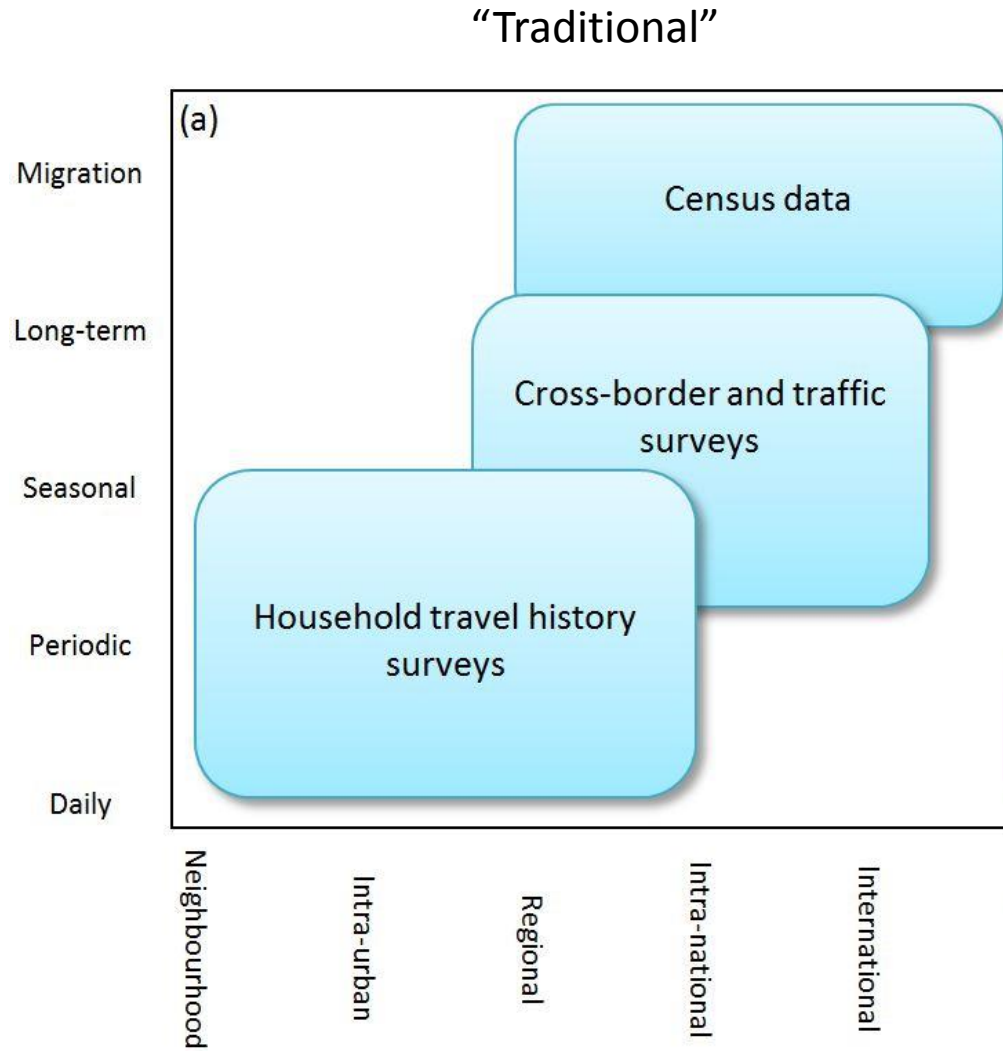 “Traditional”
(a)
Migration
Census data
Long-term
Cross-border and traffic
surveys
Seasonal
Household travel history
surveys
Periodic
Daily
Neighbourhood
Intra-urban
Regional
Intra-national
International